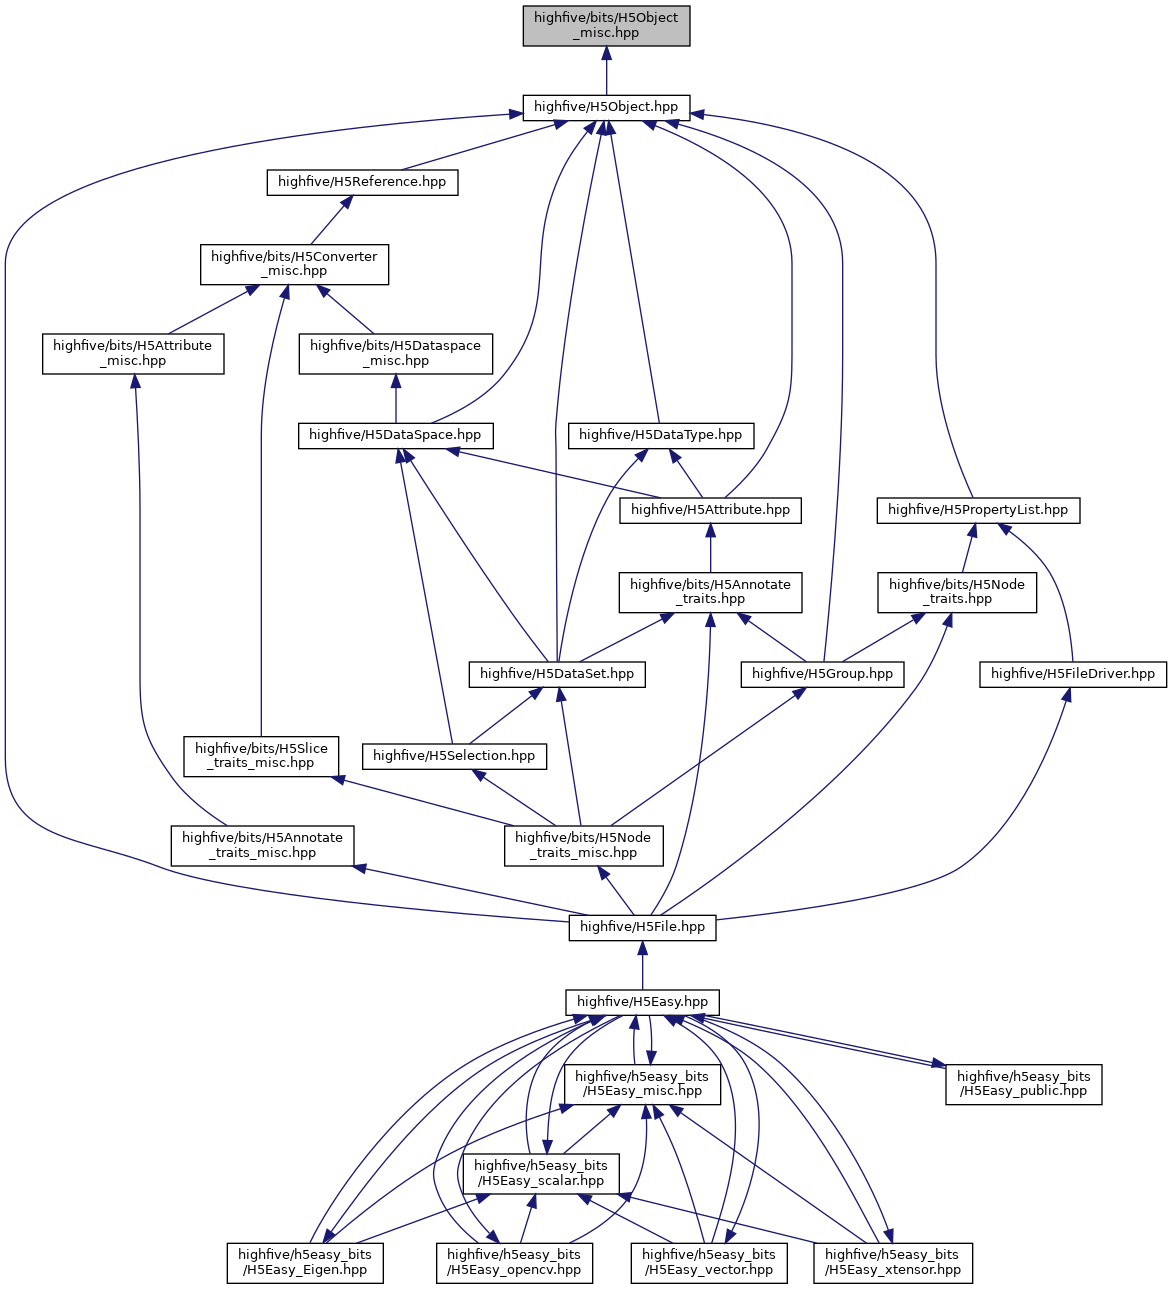 highfive/bits/H5Object
_misc.hpp
highfive/H5Object.hpp
highfive/H5Reference.hpp
highfive/bits/H5Converter
_misc.hpp
highfive/bits/H5Attribute
_misc.hpp
highfive/bits/H5Dataspace
_misc.hpp
highfive/H5DataSpace.hpp
highfive/H5DataType.hpp
highfive/H5Attribute.hpp
highfive/H5PropertyList.hpp
highfive/bits/H5Annotate
_traits.hpp
highfive/bits/H5Node
_traits.hpp
highfive/H5DataSet.hpp
highfive/H5Group.hpp
highfive/H5FileDriver.hpp
highfive/bits/H5Slice
_traits_misc.hpp
highfive/H5Selection.hpp
highfive/bits/H5Annotate
_traits_misc.hpp
highfive/bits/H5Node
_traits_misc.hpp
highfive/H5File.hpp
highfive/H5Easy.hpp
highfive/h5easy_bits
/H5Easy_misc.hpp
highfive/h5easy_bits
/H5Easy_public.hpp
highfive/h5easy_bits
/H5Easy_scalar.hpp
highfive/h5easy_bits
/H5Easy_Eigen.hpp
highfive/h5easy_bits
/H5Easy_opencv.hpp
highfive/h5easy_bits
/H5Easy_vector.hpp
highfive/h5easy_bits
/H5Easy_xtensor.hpp